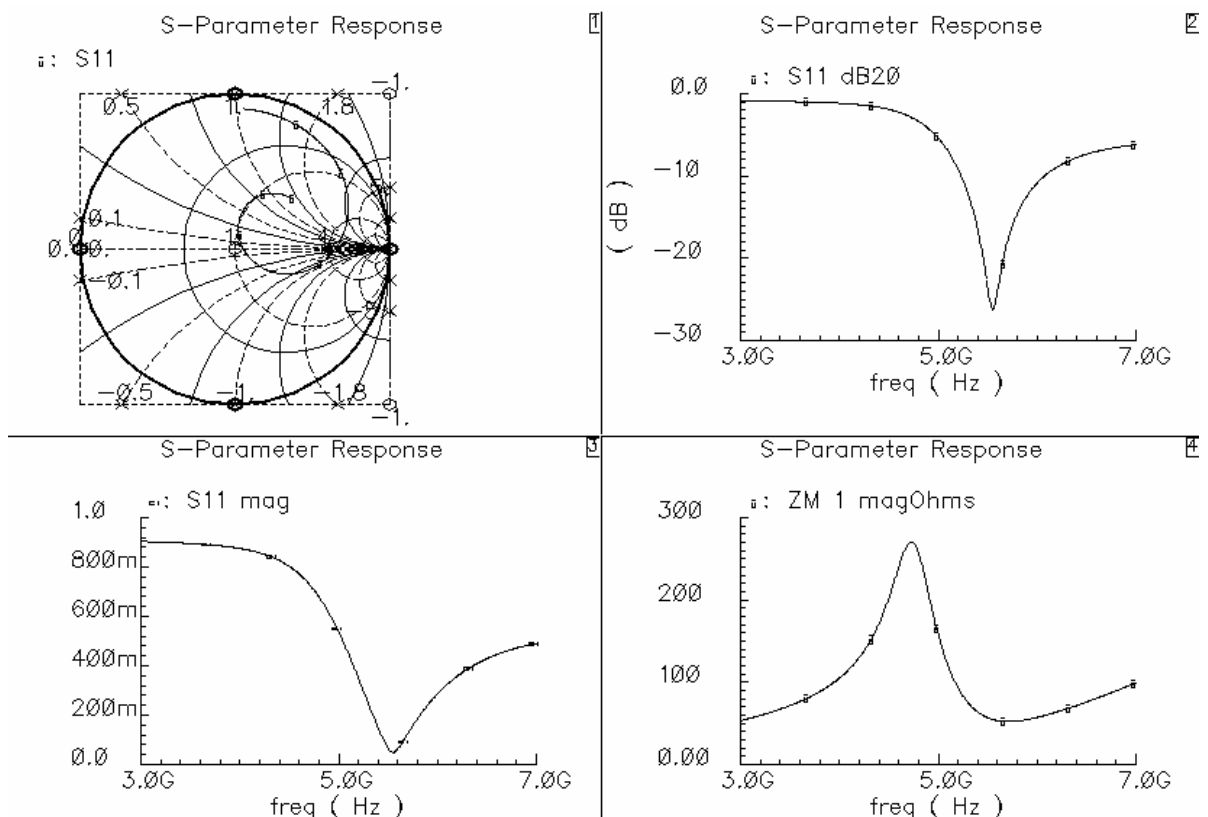 S-Parameter Response
1
S11
-1.
0.5
1.
1.8
0.1
0.0
-0.1
-0.5
-1.
-1.8
-1.
S-Parameter Response
2
S11 dB20
0.0
-10
-20
-30
( dB )
3.0G 5.0G 7.0G
freq ( Hz )
S-Parameter Response
3
S11 mag
1.0
800m
600m
400m
200m
0.0
3.0G 5.0G 7.0G
freq ( Hz )
S-Parameter Response
4
ZM 1 magOhms
300
200
100
0.00
3.0G 5.0G 7.0G
freq ( Hz )